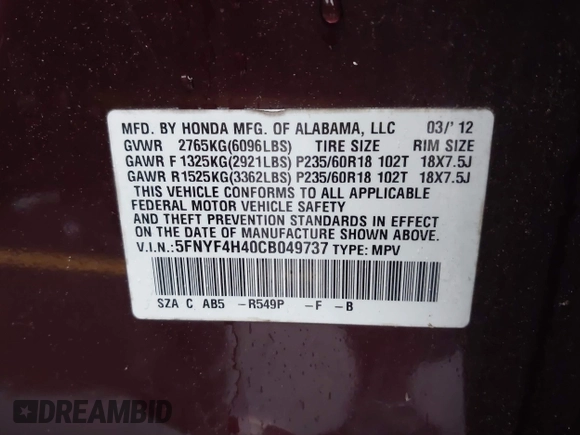 MFD. BY HONDA MFG. OF ALABAMA, LLC 03/'12
GVWR 2765KG(6096LBS) TIRE SIZE RIM SIZE
GAWR F 1325KG(2921LBS) P235/60R18 102T 18X7.5J
GAWR R1525KG(3362LBS) P235/60R18 102T 18X7.5J
THIS VEHICLE CONFORMS TO ALL APPLICABLE
FEDERAL MOTOR VEHICLE SAFETY
AND THEFT PREVENTION STANDARDS IN EFFECT
ON THE DATE OF MANUFACTURE SHOWN ABOVE.
V.I.N.:5FNYF4H40CB049737 TYPE: MPV
SZA C AB5 -R549P -F -B
DREAMBID